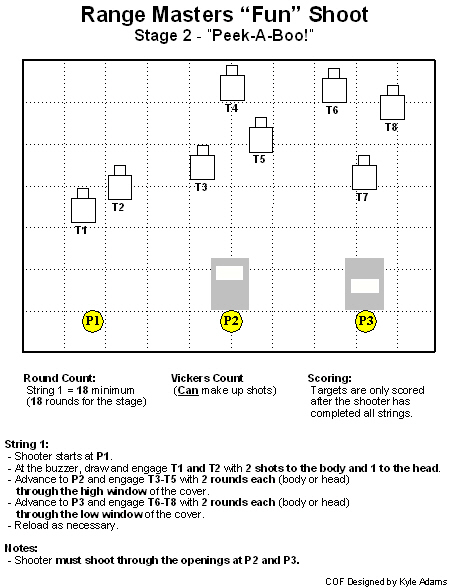 Range Masters “Fun” Shoot
Stage 2 - "Peek-A-Boo!"
T4
T6
T8
T5
T3
T7
T2
T1
P1
P2
P3
Round Count:
String 1 = 18 minimum
(18 rounds for the stage)
Vickers Count
(Can make up shots)
Scoring:
Targets are only scored
after the shooter has
completed all strings.
String 1:
- Shooter starts at P1.
- At the buzzer, draw and engage T1 and T2 with 2 shots to the body and 1 to the head.
- Advance to P2 and engage T3-T5 with 2 rounds each (body or head)
through the high window of the cover.
- Advance to P3 and engage T6-T8 with 2 rounds each (body or head)
through the low window of the cover.
- Reload as necessary.
Notes:
- Shooter must shoot through the openings at P2 and P3.
COF Designed by Kyle Adams